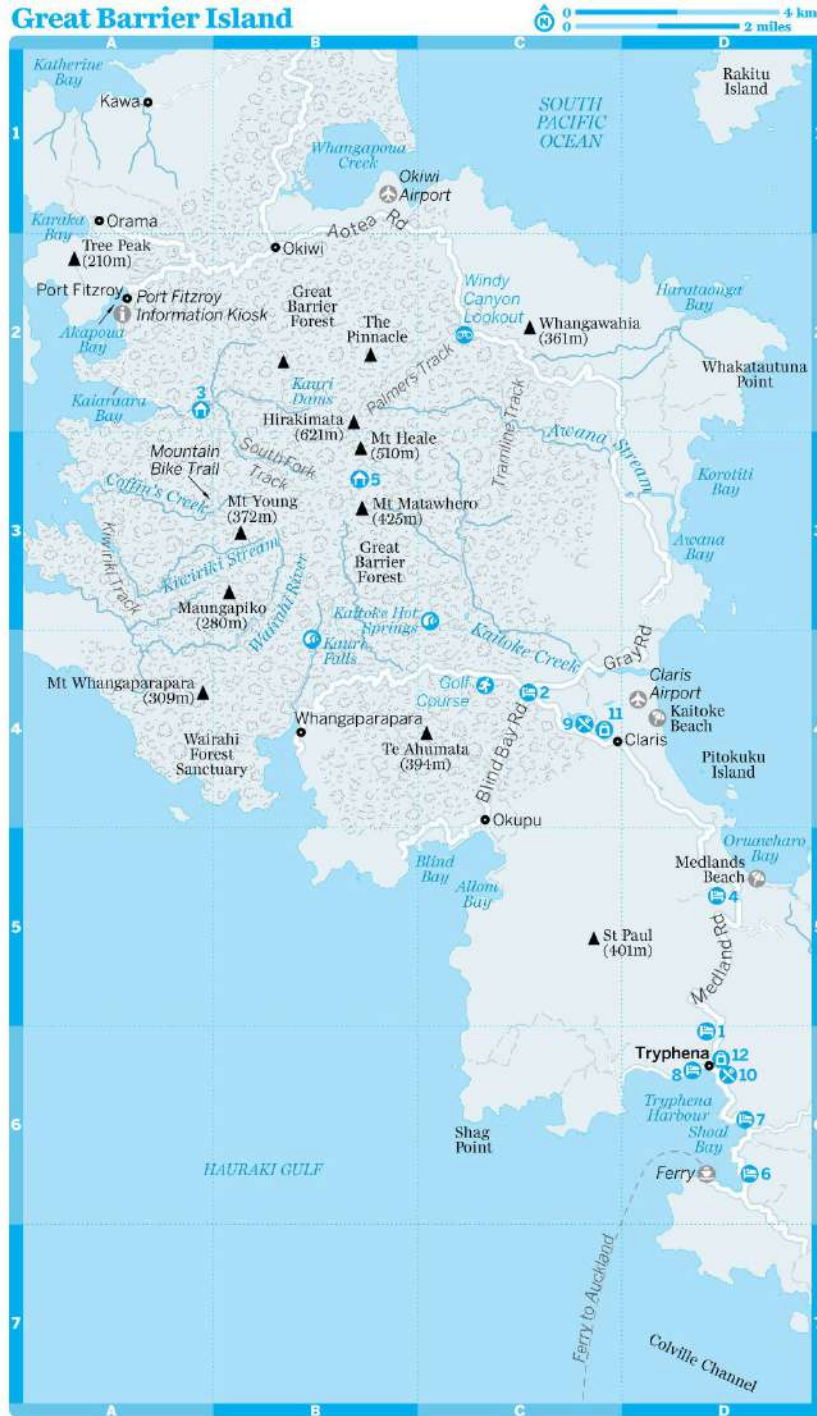 Great Barrier Island
N
0
4 km
0
2 miles
A
B
C
D
Katherine
Bay
Kawa
Rakitu
Island
SOUTH
PACIFIC
OCEAN
1
Whangapoua
Creek
Okiwi
Airport
Karaka
Bay
Orama
Aotea Rd
Tree Peak
(210m)
Okiwi
Port Fitzroy
Port Fitzroy
Information Kiosk
Great
Barrier
Forest
Windy
Canyon
Lookout
Harataonga
Bay
Akapoua
Bay
The
Pinnacle
Whangawahia
(361m)
2
Whakatautuna
Point
3
Kaiaraara
Bay
Kauri
Dams
Palmers Track
Tramline Track
Hirakimata
(621m)
Mt Heale
(510m)
Awana Stream
Mountain
Bike Trail
South Fork
Track
5
Korotiti
Bay
Coffin's Creek
Mt Young
(372m)
Mt Matawhero
(425m)
3
Awana
Bay
Kiwiriki Track
Kiwiriki Stream
Great
Barrier
Forest
Maungapiko
(280m)
Wairahi River
Kaitoke Hot
Springs
Kaitoke Creek
Gray Rd
Kauri
Falls
Mt Whangaparapara
(309m)
Golf
Course
2
Claris
Airport
Kaitoke
Beach
Whangaparapara
9
11
4
Te Ahumata
(394m)
Blind Bay Rd
Claris
Wairahi
Forest
Sanctuary
Pitokuku
Island
Okupu
Blind
Bay
Allom
Bay
Oruawharo
Bay
Medlands
Beach
4
5
St Paul
(401m)
Medland Rd
1
Tryphena
12
8
10
Tryphena
Harbour
7
6
Shag
Point
Shoal
Bay
HAURAKI GULF
Ferry
6
Ferry to Auckland
7
Colville Channel
A
B
C
D